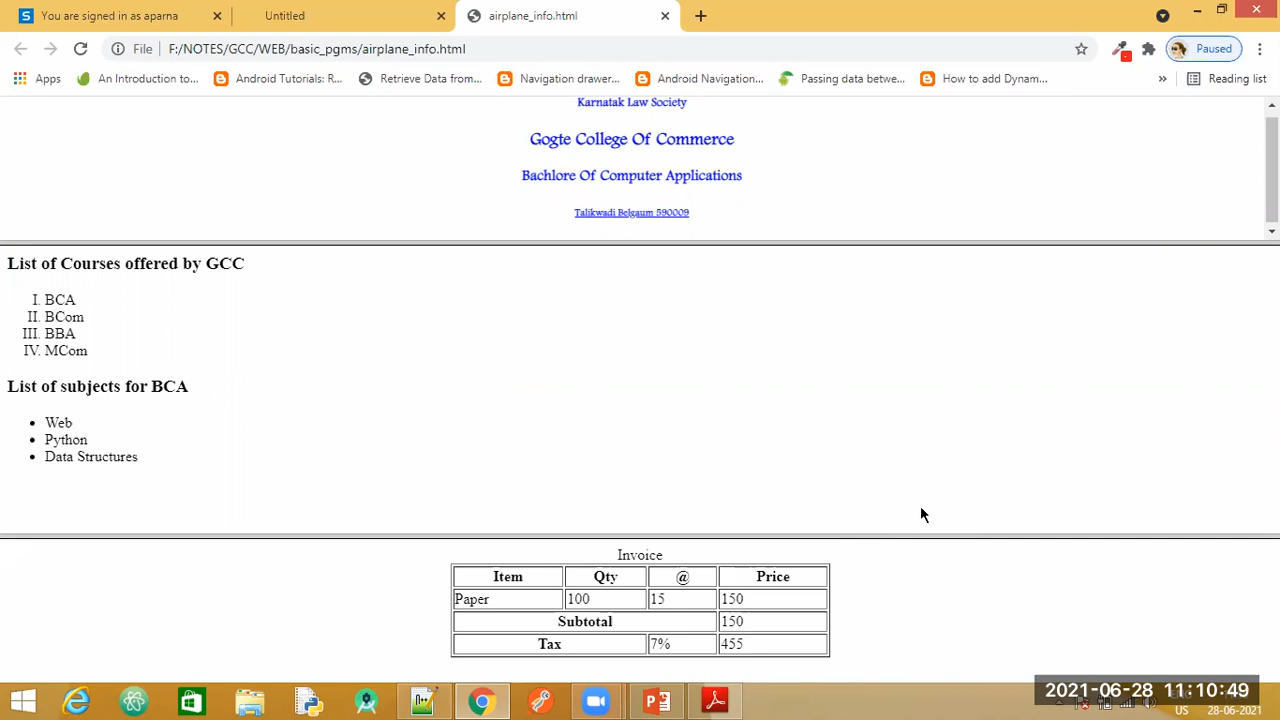 You are signed in as aparna
Untitled
airplane_info.html
File
F:/NOTES/GCC/WEB/basic_pgms/airplane_info.html
Paused
Apps
An Introduction to...
Android Tutorials: R...
Retrieve Data from...
Navigation drawer...
Android Navigation...
Passing data betwe...
How to add Dynam...
»
Reading list
Karnatak Law Society
Gogte College Of Commerce
Bachlore Of Computer Applications
Talikwadi Belgaum 590009
List of Courses offered by GCC
I. BCA
II. BCom
III. BBA
IV. MCom
List of subjects for BCA
• Web
• Python
• Data Structures
Invoice
Item Qty @ Price
Paper 100 15 150
Subtotal 150
Tax 7% 455
2021-06-28 11:10:49
US 28-06-2021